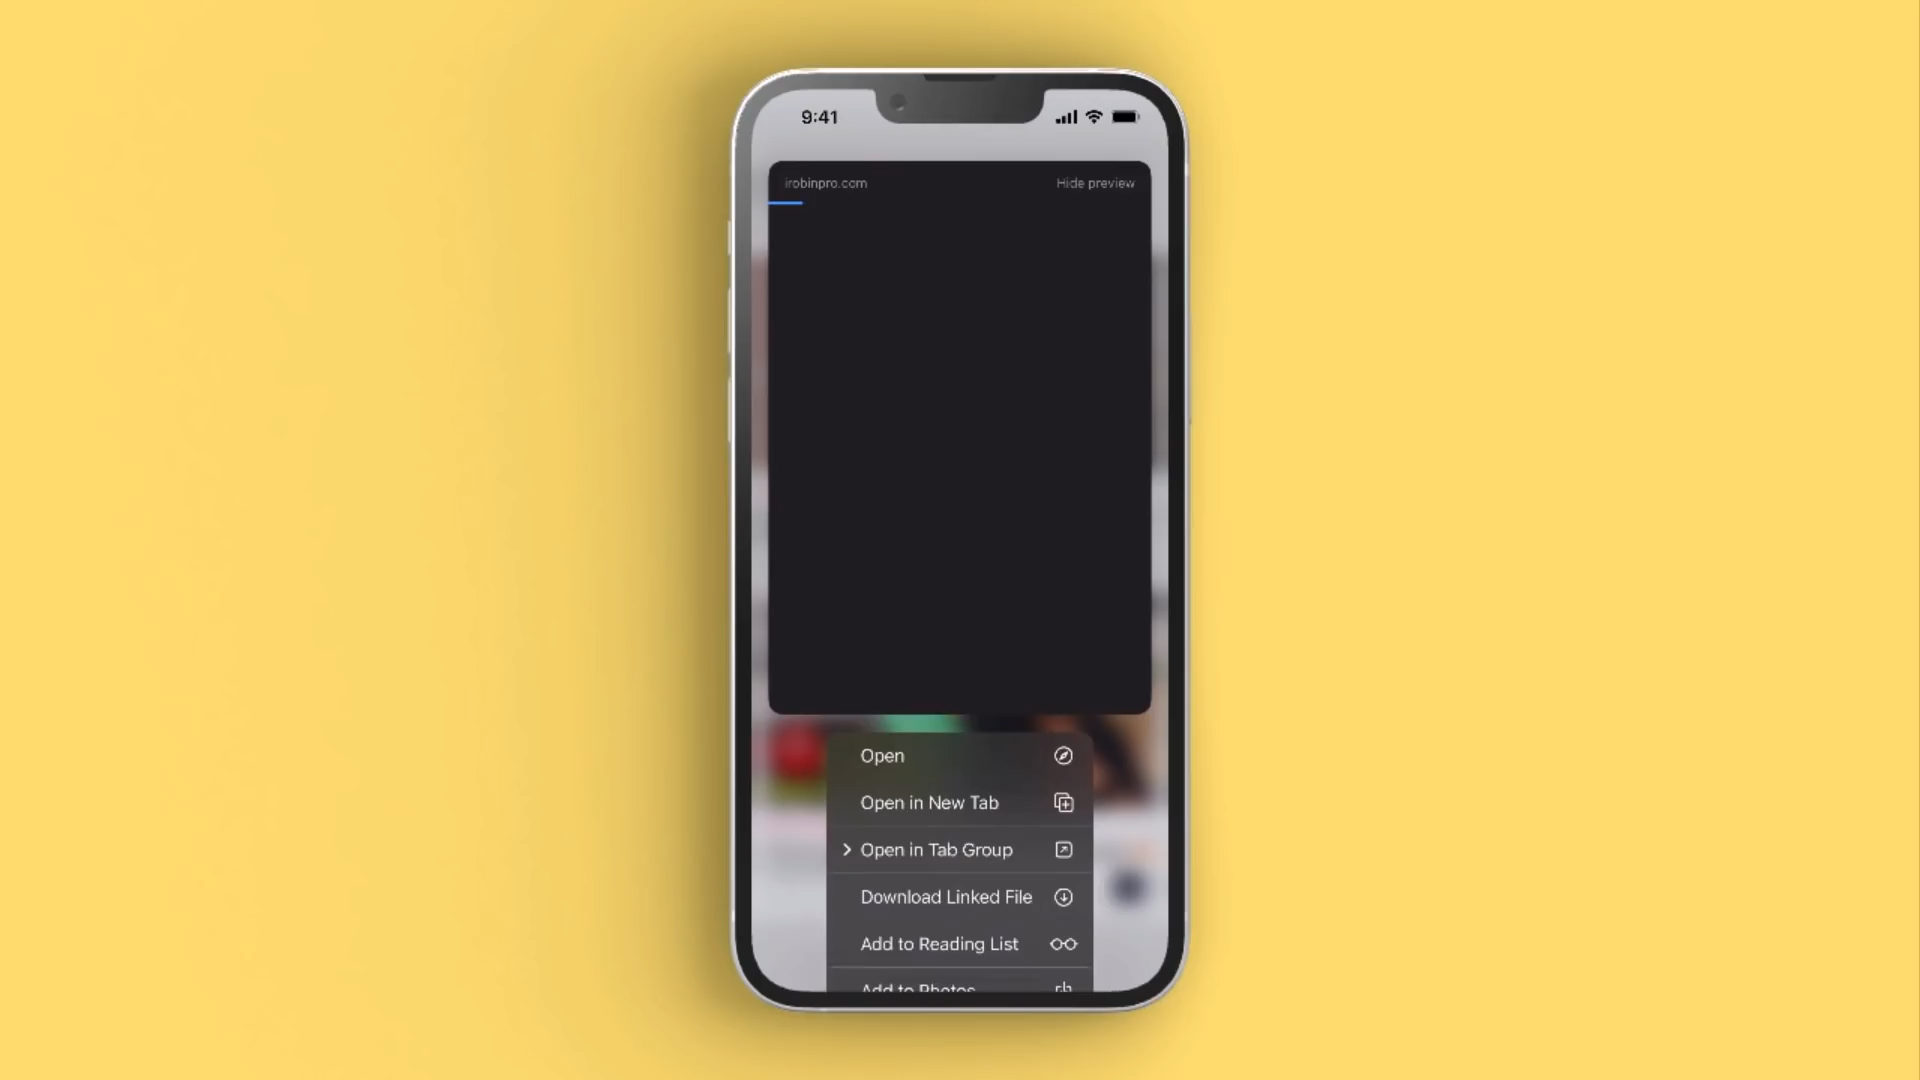 9:41
irobinpro.com
Hide preview
Open
Open in New Tab
Open in Tab Group
Download Linked File
Add to Reading List
Add to Photos